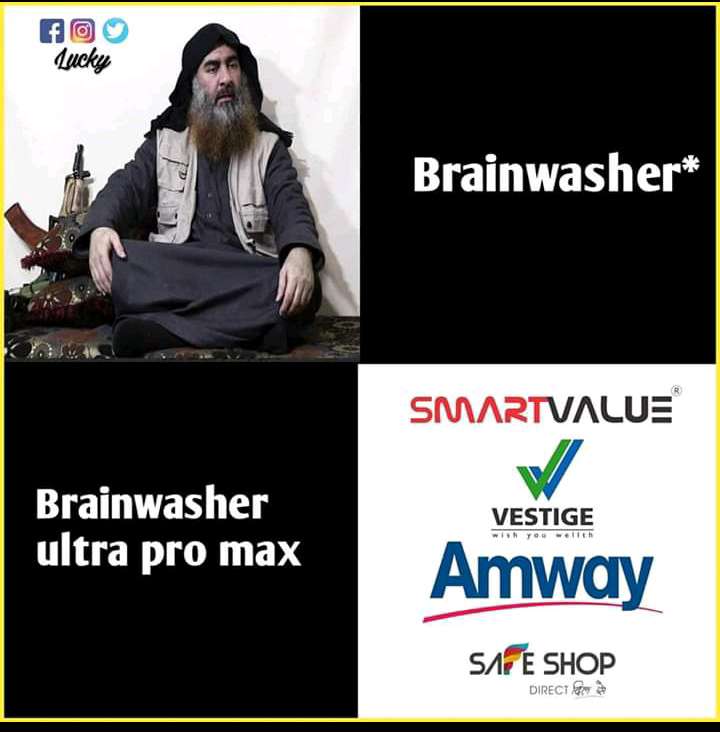 Lucky
Brainwasher*
Brainwasher
ultra pro max
SMARTVALUE®
VESTIGE
wish you wellth
Amway
SAFE SHOP
DIRECT दिल से